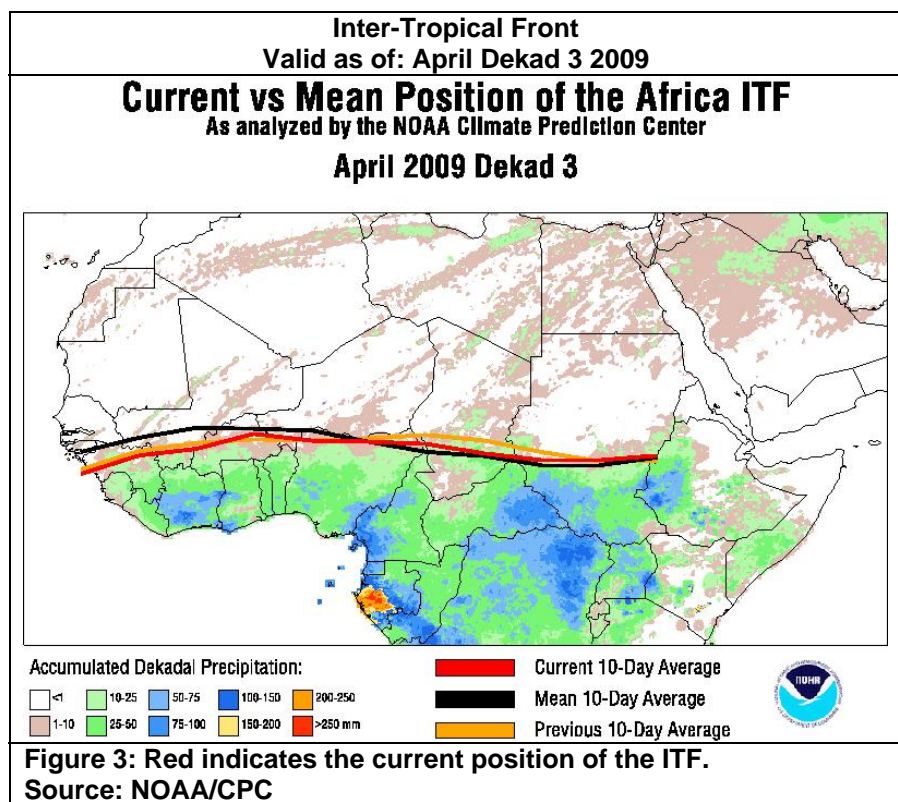 Inter-Tropical Front
Valid as of: April Dekad 3 2009
Current vs Mean Position of the Africa ITF
As analyzed by the NOAA Climate Prediction Center
April 2009 Dekad 3
Accumulated Dekadal Precipitation:
<1 10-25 50-75 100-150 200-250
1-10 25-50 75-100 150-200 >250 mm
Current 10-Day Average
Mean 10-Day Average
Previous 10-Day Average
Figure 3: Red indicates the current position of the ITF.
Source: NOAA/CPC